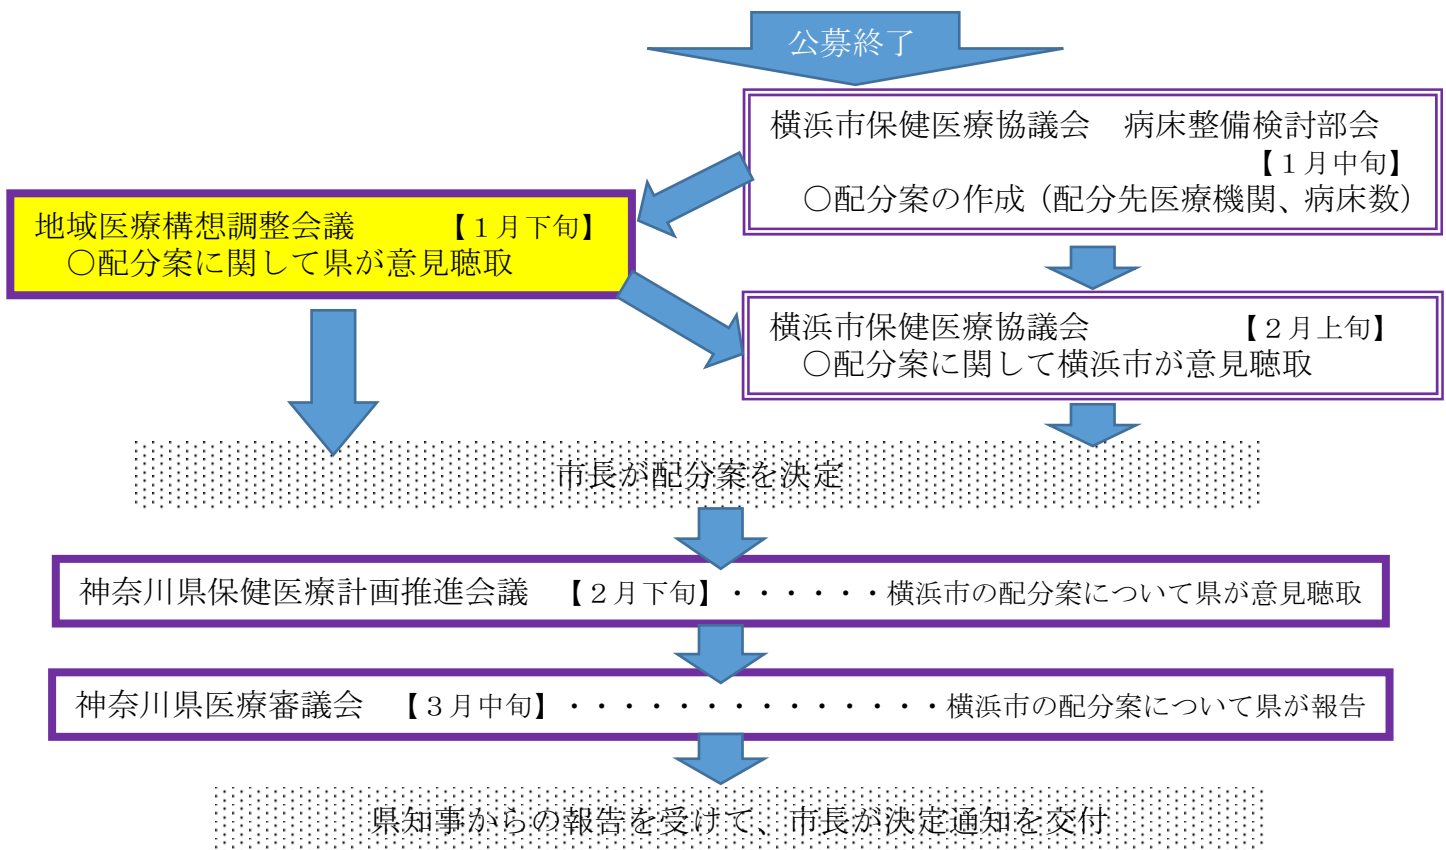 公募終了
横浜市保健医療協議会　病床整備検討部会
【１月中旬】
○配分案の作成（配分先医療機関、病床数）
地域医療構想調整会議　　　【１月下旬】
○配分案に関して県が意見聴取
横浜市保健医療協議会　　　　　【２月上旬】
○配分案に関して横浜市が意見聴取
市長が配分案を決定
神奈川県保健医療計画推進会議　【２月下旬】・・・・・・横浜市の配分案について県が意見聴取
神奈川県医療審議会　【３月中旬】・・・・・・・・・・・・・・横浜市の配分案について県が報告
県知事からの報告を受けて、市長が決定通知を交付